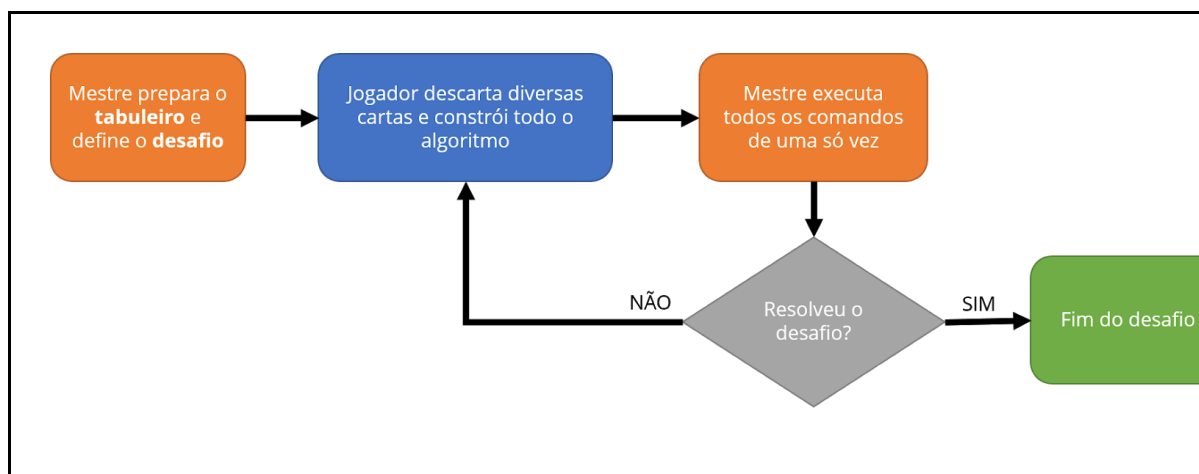 Mestre prepara o
tabuleiro e
define o desafio
Jogador descarta diversas
cartas e constrói todo o
algoritmo
Mestre executa
todos os comandos
de uma só vez
NÃO
Resolveu o
desafio?
SIM
Fim do desafio